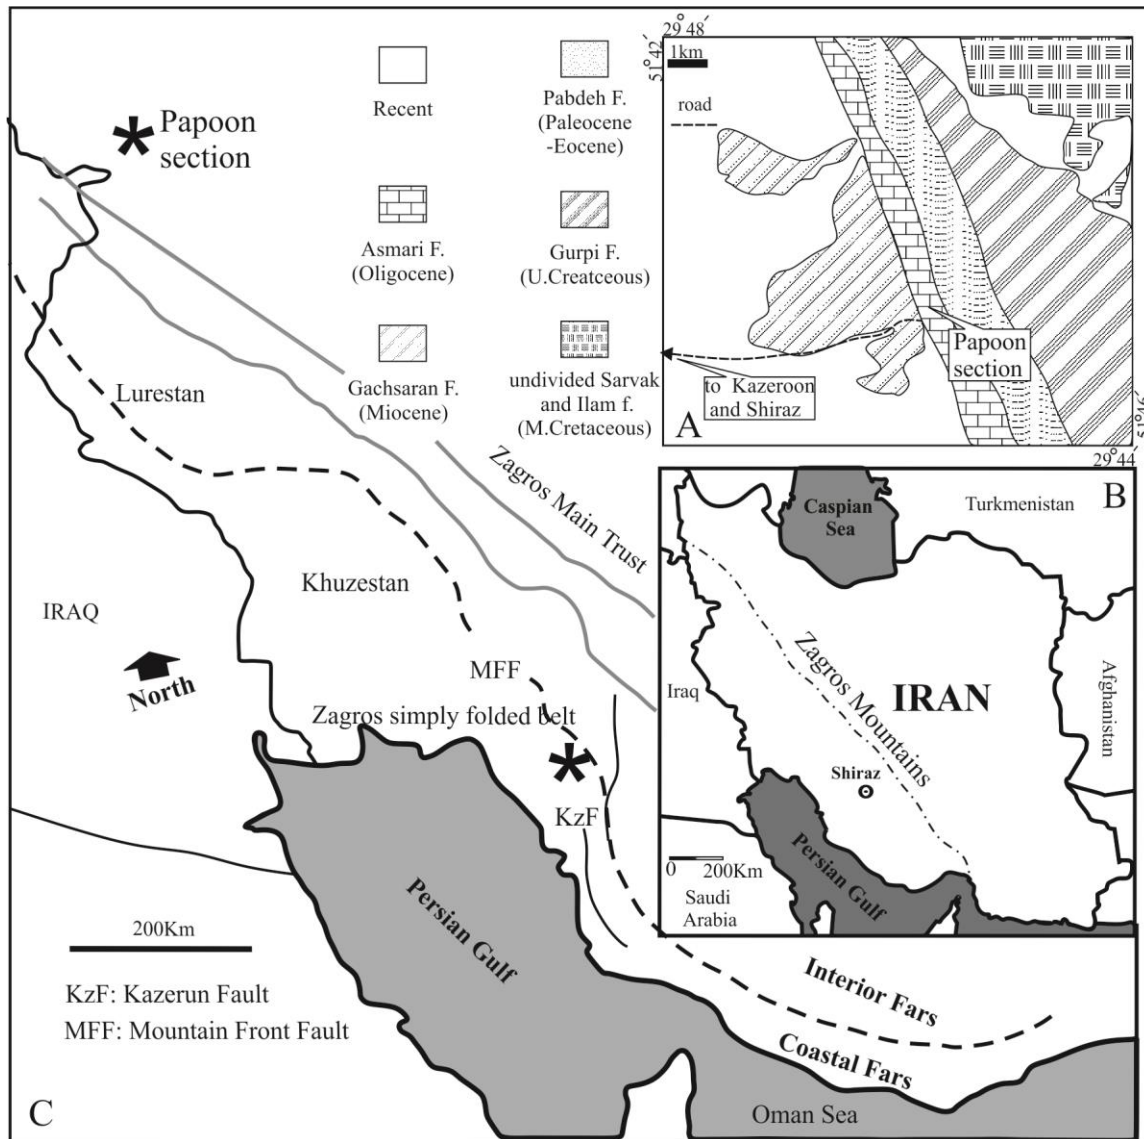 Papoon
section
Recent
Pabdeh F.
(Paleocene
-Eocene)
Asmari F.
(Oligocene)
Gurpi F.
(U.Creatceous)
Gachsaran F.
(Miocene)
undivided Sarvak
and Ilam f.
(M.Cretaceous)
29°48´
51°42´
1km
road
Papoon
section
to Kazeroon
and Shiraz
A
51°46´
29°44´
Lurestan
Zagros Main Trust
Khuzestan
IRAQ
North
MFF
Zagros simply folded belt
KzF
Persian Gulf
200Km
KzF: Kazerun Fault
MFF: Mountain Front Fault
Interior Fars
Coastal Fars
Oman Sea
C
B
Caspian
Sea
Turkmenistan
Zagros Mountains
IRAN
Iraq
Afghanistan
Shiraz
Persian Gulf
0 200Km
Saudi
Arabia